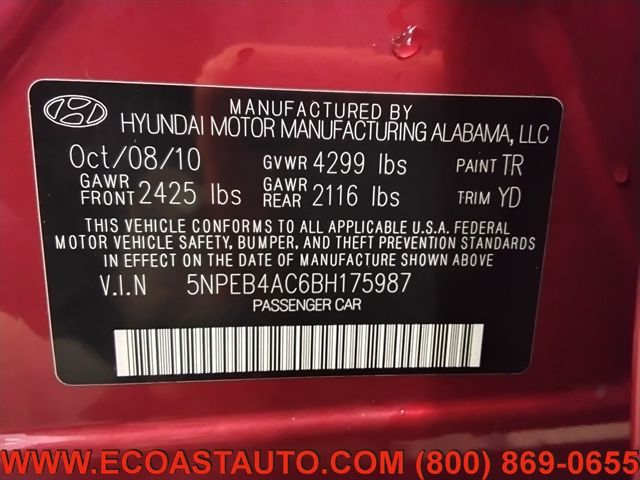 MANUFACTURED BY
HYUNDAI MOTOR MANUFACTURING ALABAMA, LLC
Oct/08/10 GVWR 4299 lbs PAINT TR
GAWR FRONT 2425 lbs GAWR REAR 2116 lbs TRIM YD
THIS VEHICLE CONFORMS TO ALL APPLICABLE U.S.A. FEDERAL
MOTOR VEHICLE SAFETY, BUMPER, AND THEFT PREVENTION STANDARDS
IN EFFECT ON THE DATE OF MANUFACTURE SHOWN ABOVE
V.I.N 5NPEB4AC6BH175987
PASSENGER CAR
WWW.ECOASTAUTO.COM (800) 869-0655